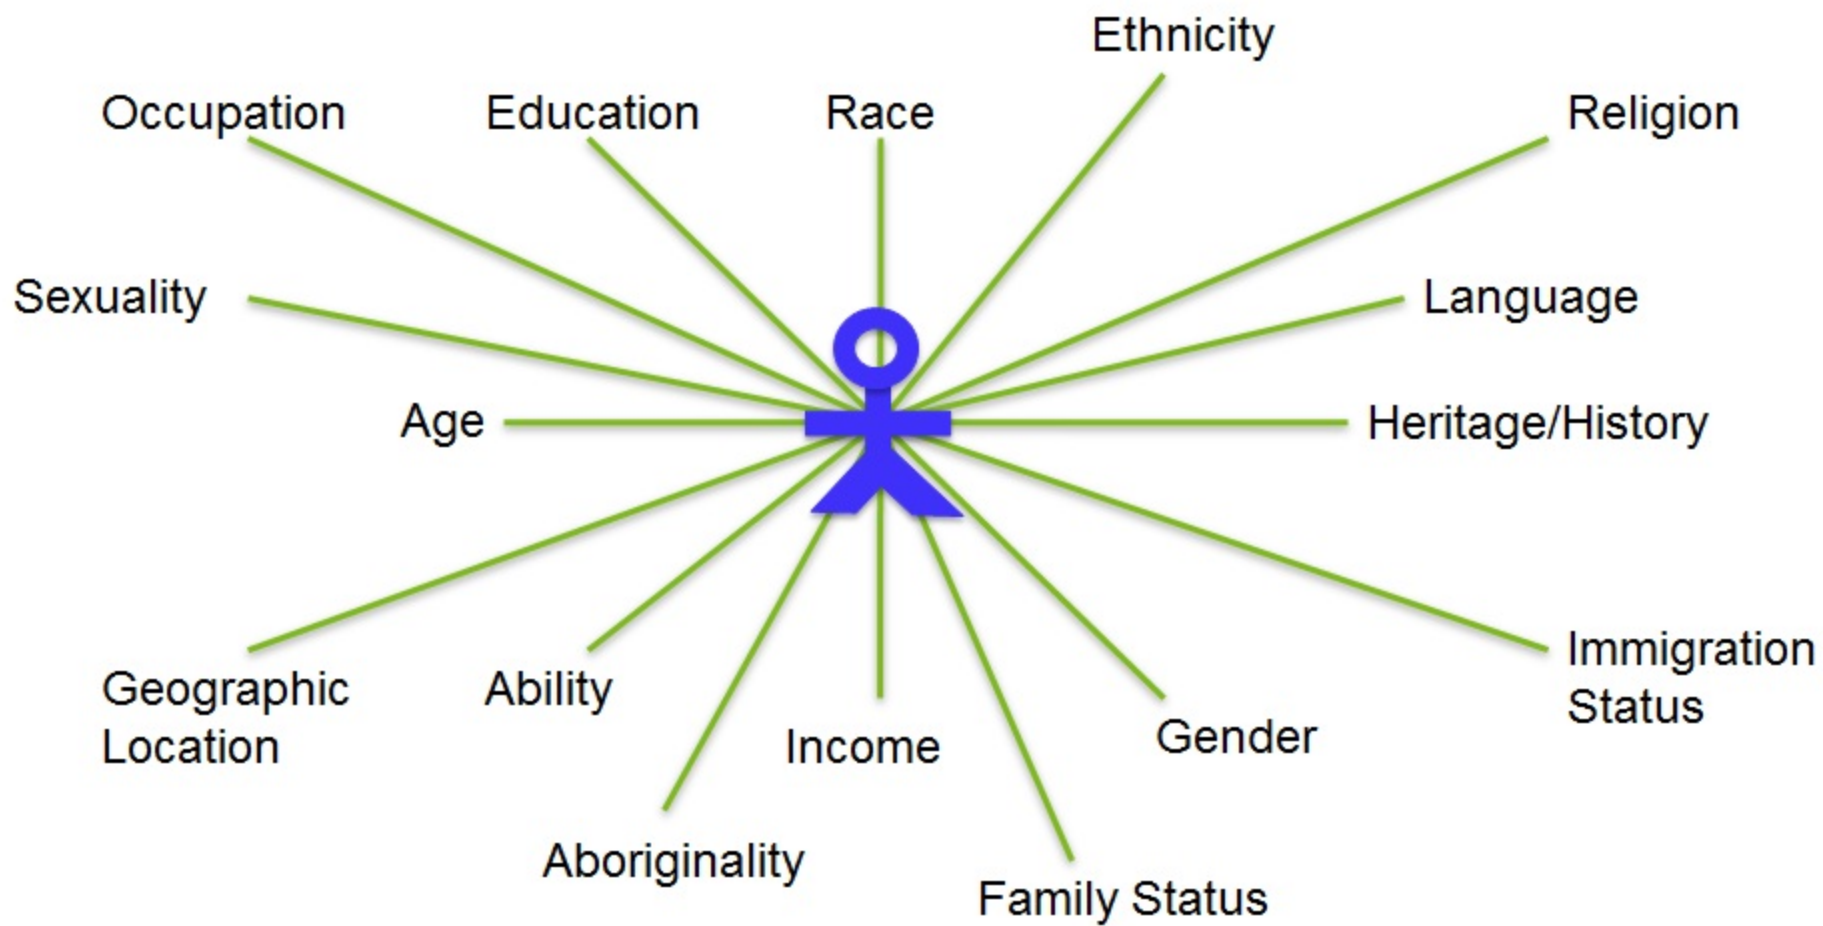 Ethnicity
Occupation
Education
Race
Religion
Sexuality
Language
Age
Heritage/History
Geographic
Location
Ability
Income
Gender
Immigration
Status
Aboriginality
Family Status